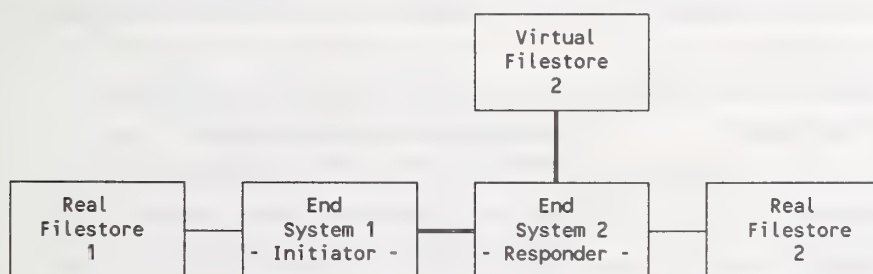 Virtual
Filestore
2
Real
Filestore
1
End
System 1
- Initiator -
End
System 2
- Responder -
Real
Filestore
2